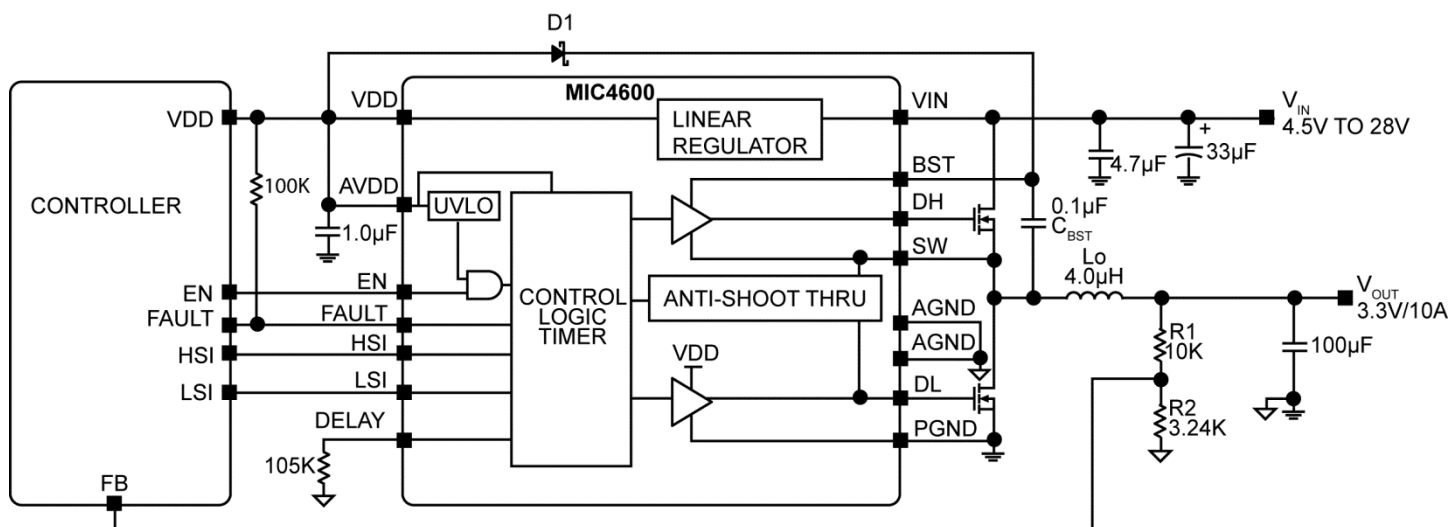 D1
MIC4600
VDD
VDD
LINEAR
REGULATOR
VIN
V_IN
4.5V TO 28V
+
4.7µF
33µF
BST
100K
AVDD
UVLO
CONTROLLER
1.0µF
DH
0.1µF
C_BST
SW
Lo
4.0µH
EN
EN
CONTROL
LOGIC
TIMER
ANTI-SHOOT THRU
V_OUT
3.3V/10A
FAULT
FAULT
AGND
HSI
HSI
AGND
R1
10K
100µF
VDD
LSI
LSI
DL
R2
3.24K
DELAY
PGND
105K
FB